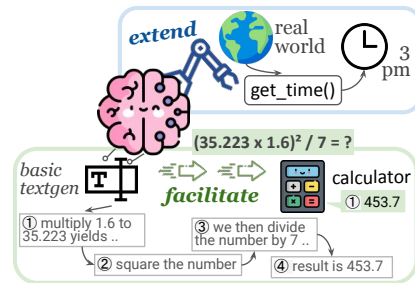 extend
real
world
3
pm
get_time()
(35.223 x 1.6)² / 7 = ?
basic
textgen
T
facilitate
calculator
① 453.7
① multiply 1.6 to
35.223 yields ..
② square the number
③ we then divide
the number by 7 ..
④ result is 453.7